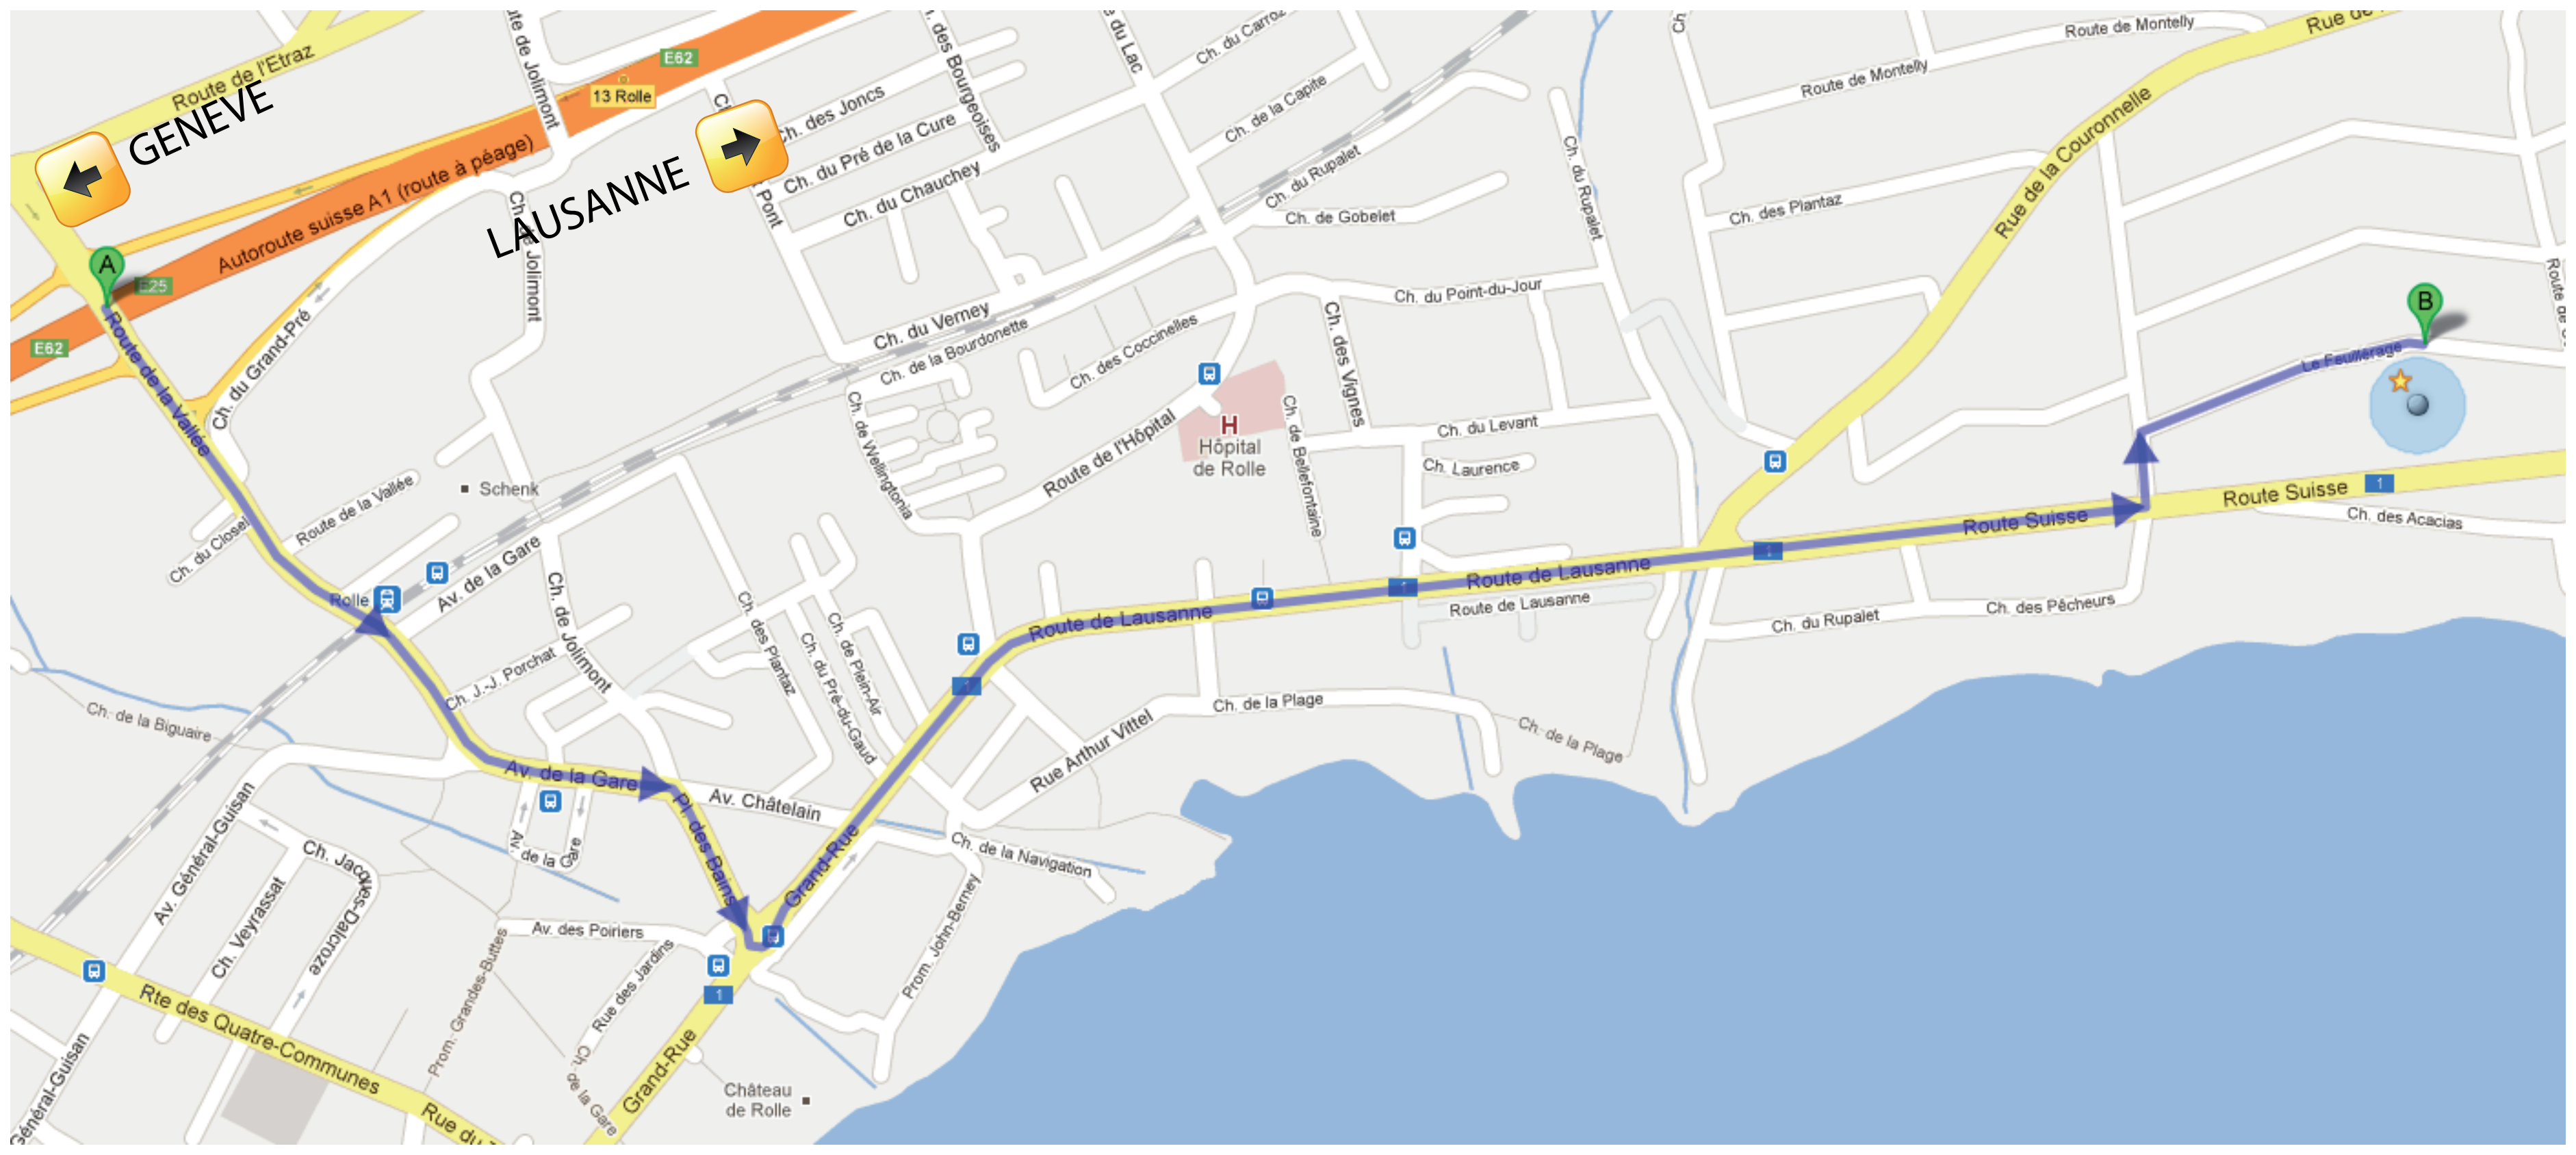 Route de l'Etraz
GENEVE
LAUSANNE
Autoroute suisse A1 (route à péage)
E62
13 Rolle
E25
E62
A
B
Ch. des Joncs
Ch. du Pré de la Cure
Ch. du Chauchey
Ch. du Carroz
Ch. de la Capite
Ch. du Rupalet
Ch. de Gobelet
Ch. du Rupalet
Route de Montelly
Route de Montelly
Ch. des Plantaz
Rue de la Couronnelle
Route de la Vallée
Ch. du Grand-Pré
Ch. de Jolimont
Ch. du Verney
Ch. de la Bourdonette
Ch. des Coccinelles
Ch. du Point-du-Jour
Ch. des Vignes
Le Feuillerage
Ch. de Wellingtonia
Route de l'Hôpital
H
Hôpital
de Rolle
Ch. de Bellefontaine
Ch. du Levant
Ch. Laurence
Schenk
Route de la Vallée
Ch. du Closel
Rolle
Av. de la Gare
Ch. de Jolimont
Ch. J.-J. Porchat
Ch. des Plantaz
Ch. du Pré-du-Gaud
Ch. de Plein-Air
Route de Lausanne
1
Route de Lausanne
Route de Lausanne
1
Route Suisse
Route Suisse
1
Ch. des Acacias
Ch. des Pêcheurs
Ch. du Rupalet
Ch. de la Plage
Ch. de la Plage
Rue Arthur Vittel
1
Ch. de la Biguaire
Av. de la Gare
Av. Châtelain
Pl. des Bains
Grand-Rue
Ch. de la Navigation
Prom. John-Berney
Av. de la Gare
Av. Général-Guisan
Ch. Jacques-Dalcroze
Ch. Veyrassat
Av. des Poiriers
Rue des Jardins
Prom. Grandes-Buttes
Ch. de la Gare
1
Grand-Rue
Rte des Quatre-Communes
Général-Guisan
Château
de Rolle